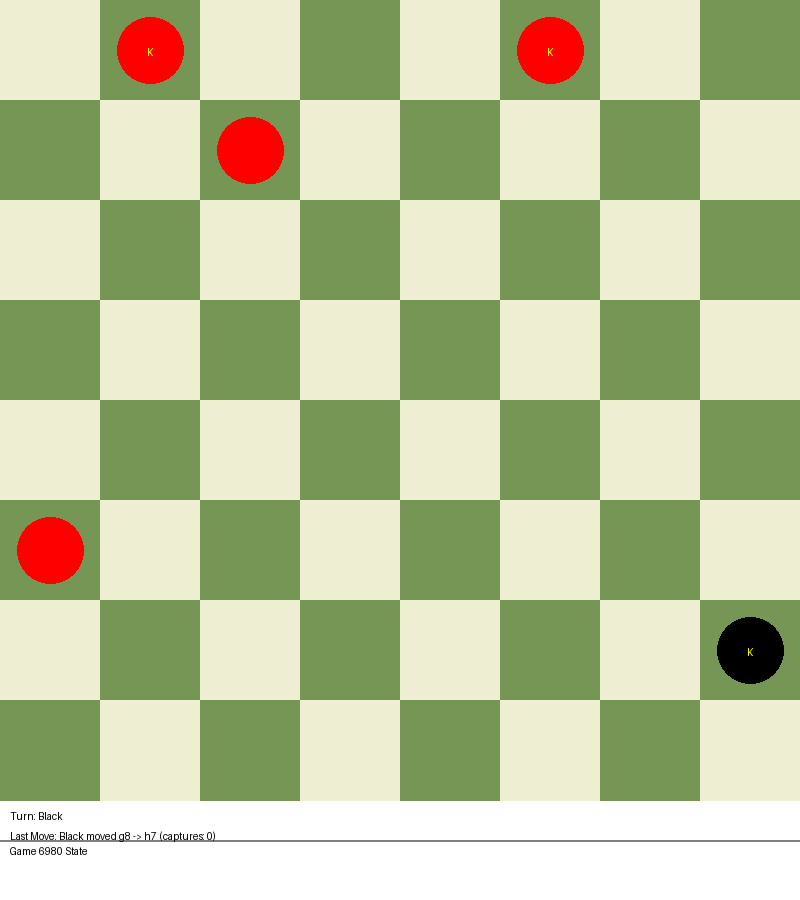 K
K
K
Turn: Black
Last Move: Black moved g8 -> h7 (captures: 0)
Game 6980 State